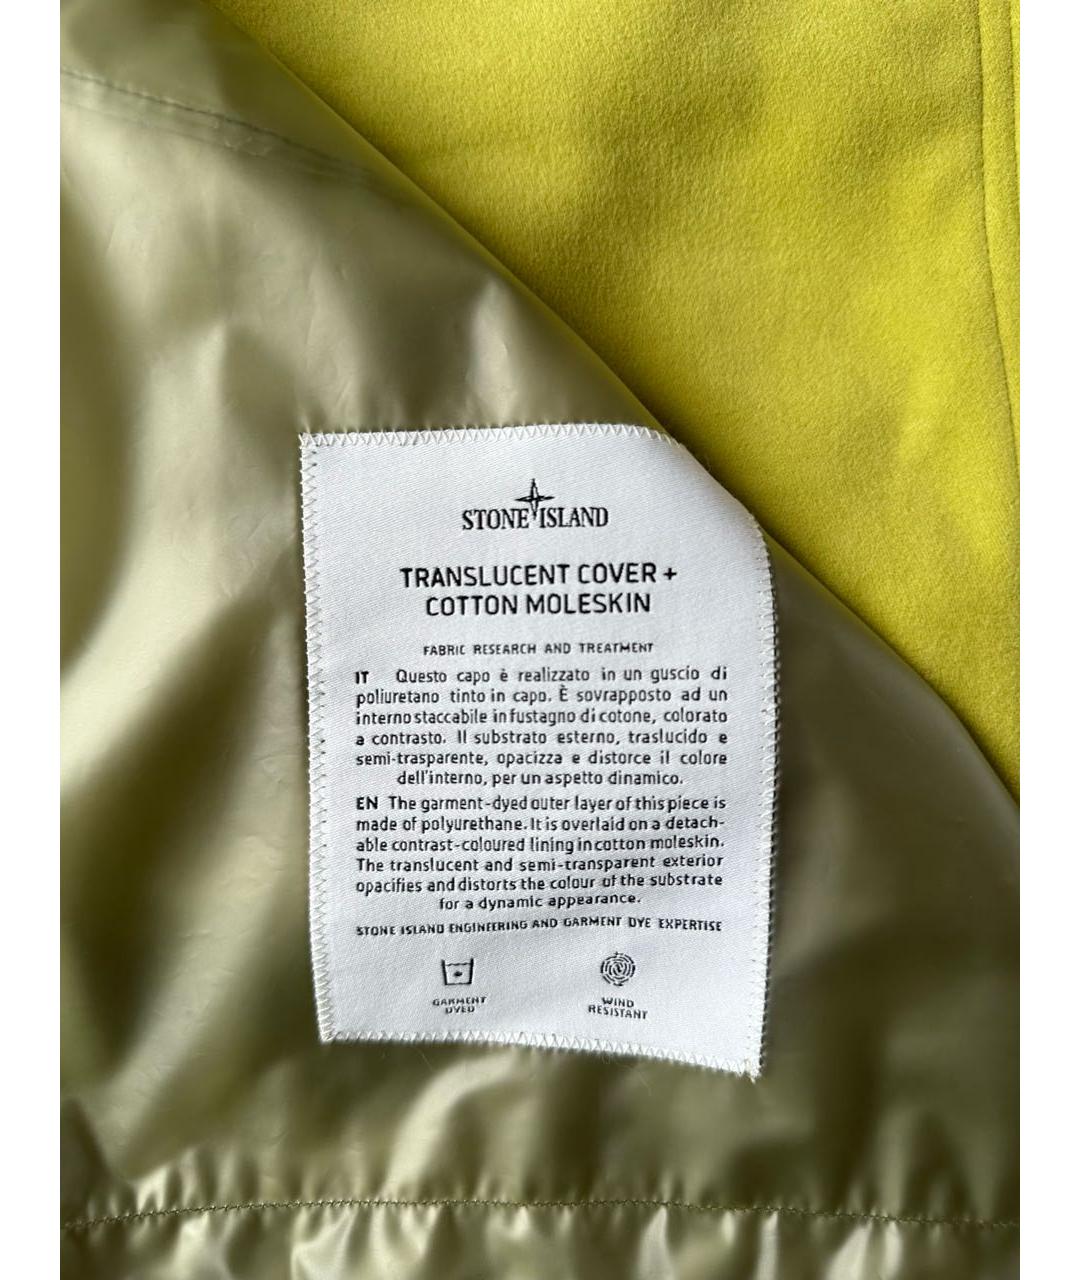 STONE ISLAND
TRANSLUCENT COVER +
COTTON MOLESKIN
FABRIC RESEARCH AND TREATMENT
IT Questo capo è realizzato in un guscio di
poliuretano tinto in capo. È sovrapposto ad un
interno staccabile in fustagno di cotone, colorato
a contrasto. Il substrato esterno, traslucido e
semi-trasparente, opacizza e distorce il colore
dell'interno, per un aspetto dinamico.
EN The garment-dyed outer layer of this piece is
made of polyurethane. It is overlaid on a detach-
able contrast-coloured lining in cotton moleskin.
The translucent and semi-transparent exterior
opacifies and distorts the colour of the substrate
for a dynamic appearance.
STONE ISLAND ENGINEERING AND GARMENT DYE EXPERTISE
GARMENT
DYED
WIND
RESISTANT